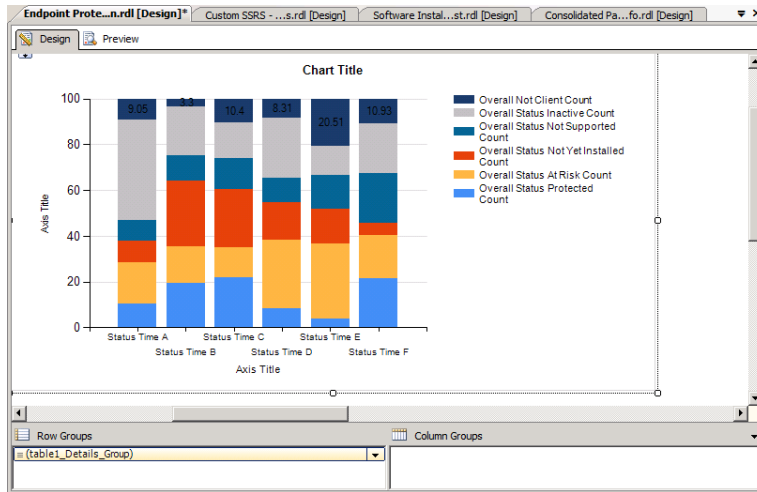 Endpoint Prote...n.rdl [Design]* Custom SSRS - ...s.rdl [Design] Software Instal...st.rdl [Design] Consolidated Pa...fo.rdl [Design]
Design Preview
Chart Title
100
80
60
40
20
0
Axis Title
9.05 3.3 10.4 8.31 20.51 10.93
Overall Not Client Count
Overall Status Inactive Count
Overall Status Not Supported
Count
Overall Status Not Yet Installed
Count
Overall Status At Risk Count
Overall Status Protected
Count
Status Time A Status Time C Status Time E
Status Time B Status Time D Status Time F
Axis Title
Row Groups Column Groups
(table1_Details_Group)